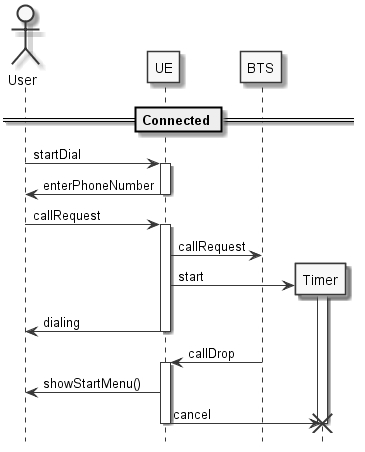 User
UE
BTS
Connected
startDial
enterPhoneNumber
callRequest
callRequest
start
Timer
dialing
callDrop
showStartMenu()
cancel